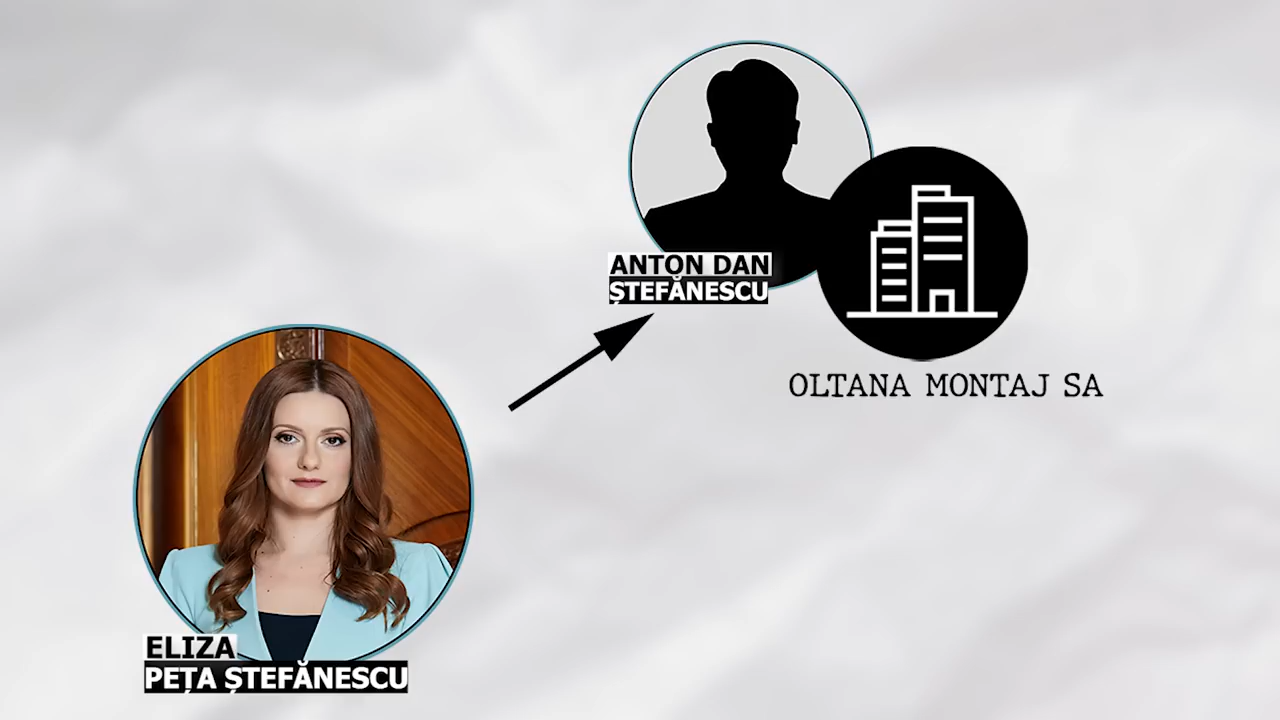 ANTON DAN
ȘTEFĂNESCU
OLTANA MONTAJ SA
ELIZA
PEȚA ȘTEFĂNESCU